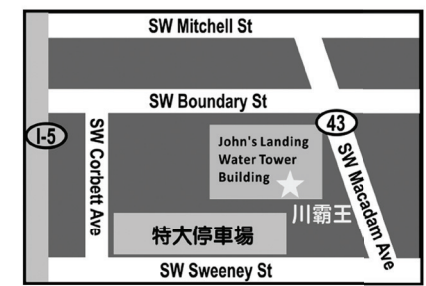 SW Mitchell St
SW Boundary St
I-5
43
SW Corbett Ave
John's Landing
Water Tower
Building
SW Macadam Ave
川霸王
特大停車場
SW Sweeney St